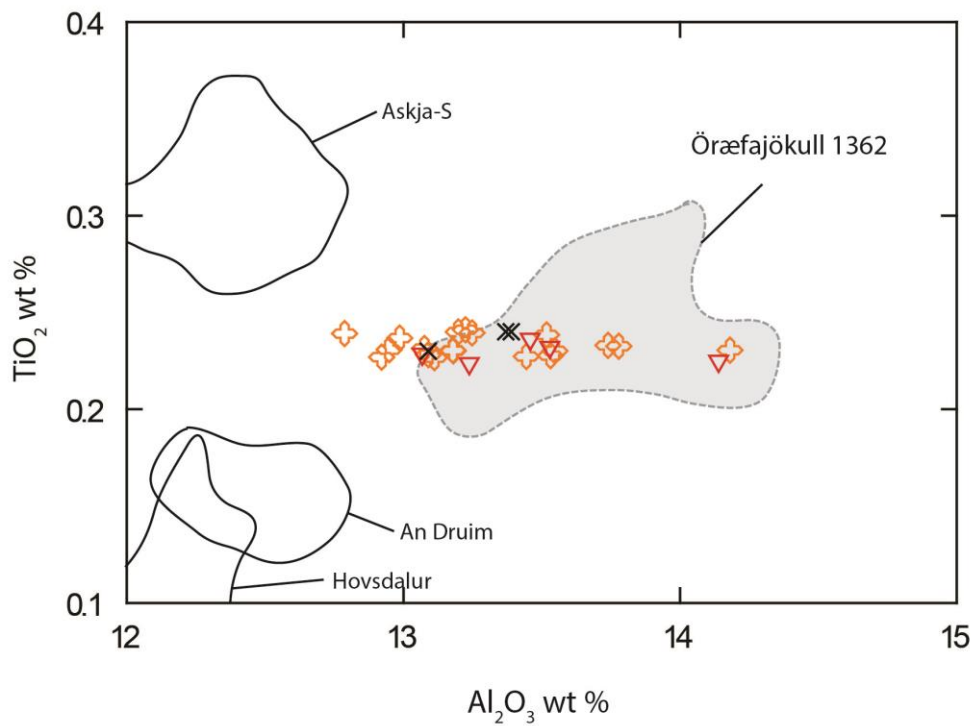 0.4
Askja-S
Öræfajökull 1362
0.3
TiO₂ wt %
0.2
An Druim
Hovsdalur
0.1
12 13 14 15
Al₂O₃ wt %